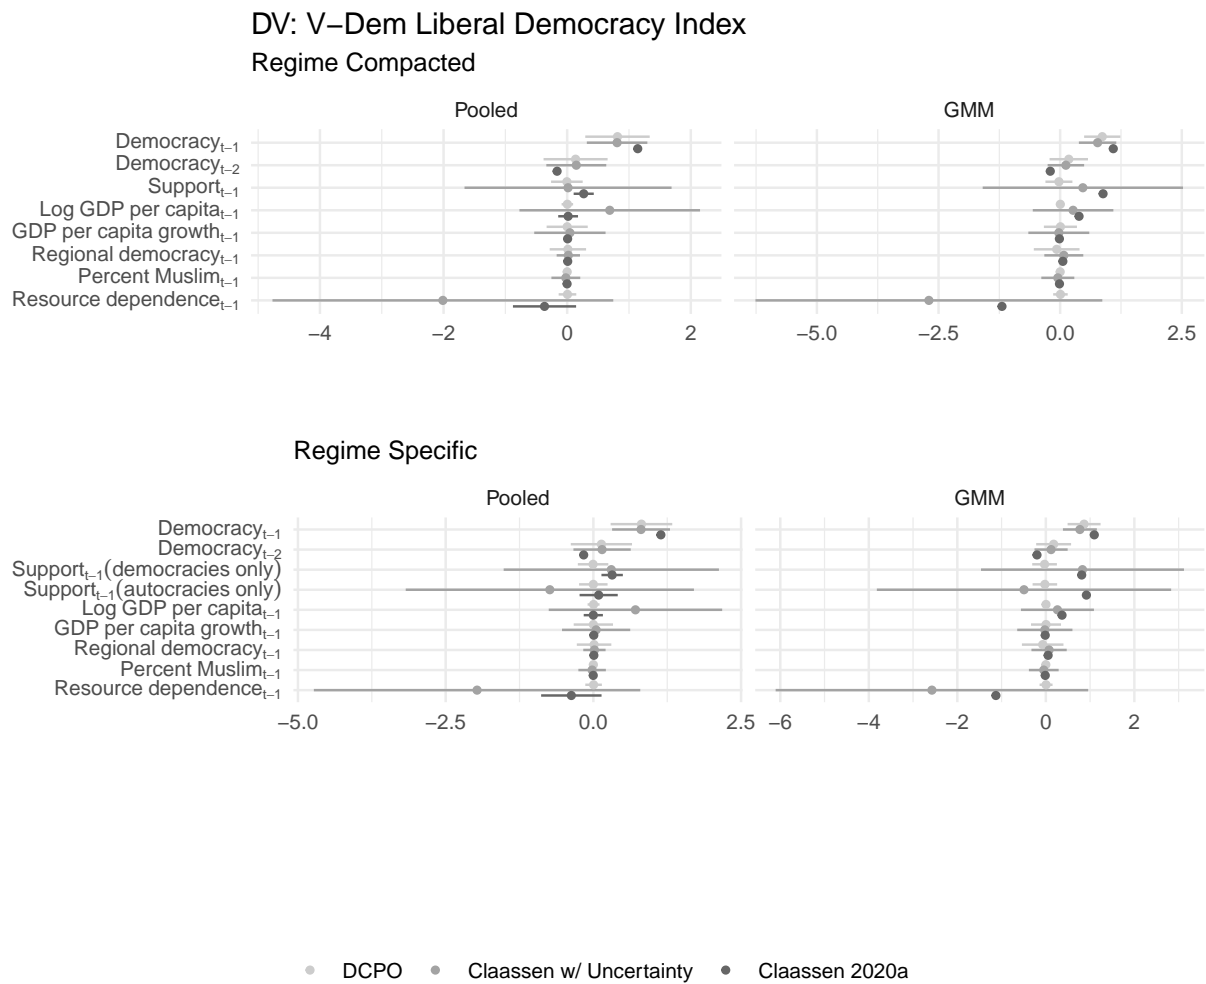 DV: V−Dem Liberal Democracy Index
Regime Compacted
Pooled
GMM
Democracyt−1
Democracyt−2
Supportt−1
Log GDP per capitat−1
GDP per capita growtht−1
Regional democracyt−1
Percent Muslimt−1
Resource dependencet−1
−4 −2 0 2
−5.0 −2.5 0.0 2.5
Regime Specific
Pooled
GMM
Democracyt−1
Democracyt−2
Supportt−1(democracies only)
Supportt−1(autocracies only)
Log GDP per capitat−1
GDP per capita growtht−1
Regional democracyt−1
Percent Muslimt−1
Resource dependencet−1
−5.0 −2.5 0.0 2.5
−6 −4 −2 0 2
DCPO Claassen w/ Uncertainty Claassen 2020a